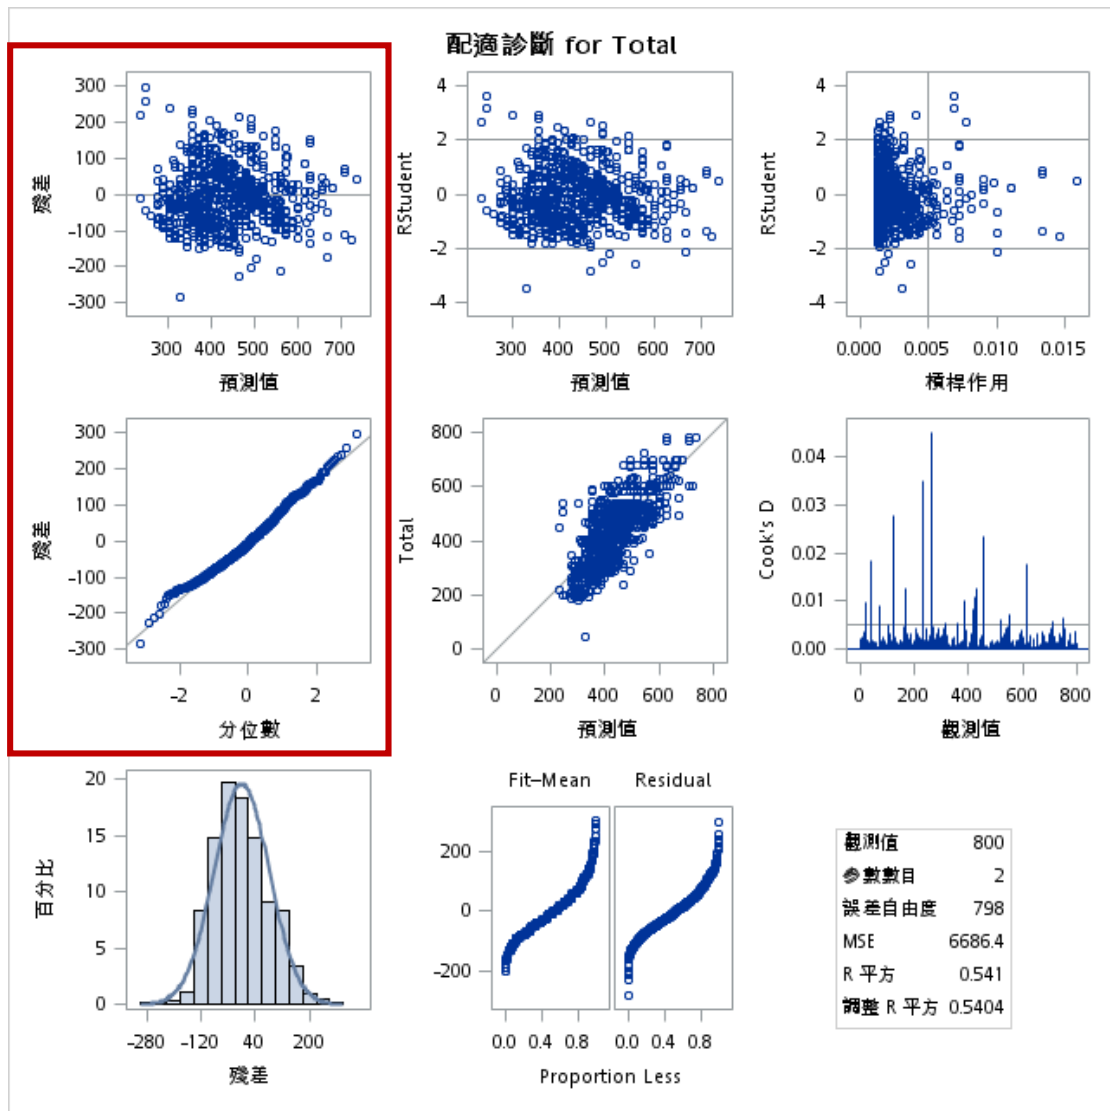 配適診斷 for Total
300
200
100
0
-100
-200
-300
殘差
300 400 500 600 700
預測值
4
2
0
-2
-4
RStudent
300 400 500 600 700
預測值
4
2
0
-2
-4
RStudent
0.000 0.005 0.010 0.015
槓桿作用
300
200
100
0
-100
-200
-300
殘差
-2 0 2
分位數
800
600
400
200
0
Total
0 200 400 600 800
預測值
0.04
0.03
0.02
0.01
0.00
Cook's D
0 200 400 600 800
觀測值
20
15
10
5
0
百分比
-280 -120 40 200
殘差
Fit–Mean Residual
200
0
-200
0.0 0.4 0.8 0.0 0.4 0.8
Proportion Less
觀測值 800
參數數目 2
誤差自由度 798
MSE 6686.4
R 平方 0.541
調整 R 平方 0.5404